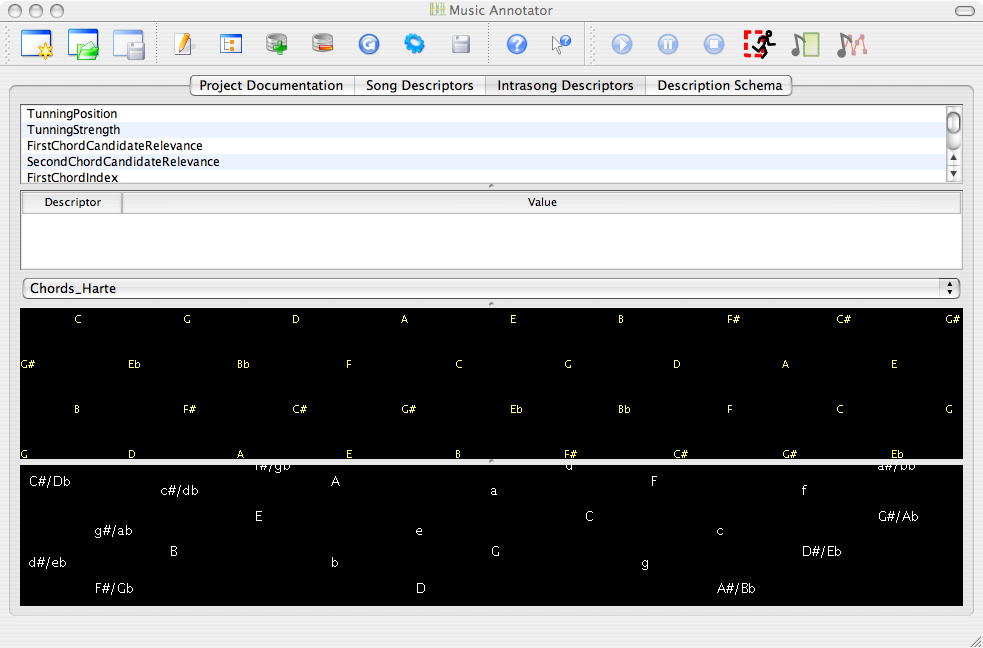 Music Annotator
Project Documentation Song Descriptors Intrasong Descriptors Description Schema
TunningPosition
TunningStrength
FirstChordCandidateRelevance
SecondChordCandidateRelevance
FirstChordIndex
Descriptor Value
Chords_Harte
C G D A E B F# C# G#
G# Eb Bb F C G D A E
B F# C# G# Eb Bb F C G
G D A E B F# C# G# Eb
f#/gb d a#/bb
C#/Db A F
c#/db a f
E C G#/Ab
g#/ab e c
B G D#/Eb
d#/eb b g
F#/Gb D A#/Bb